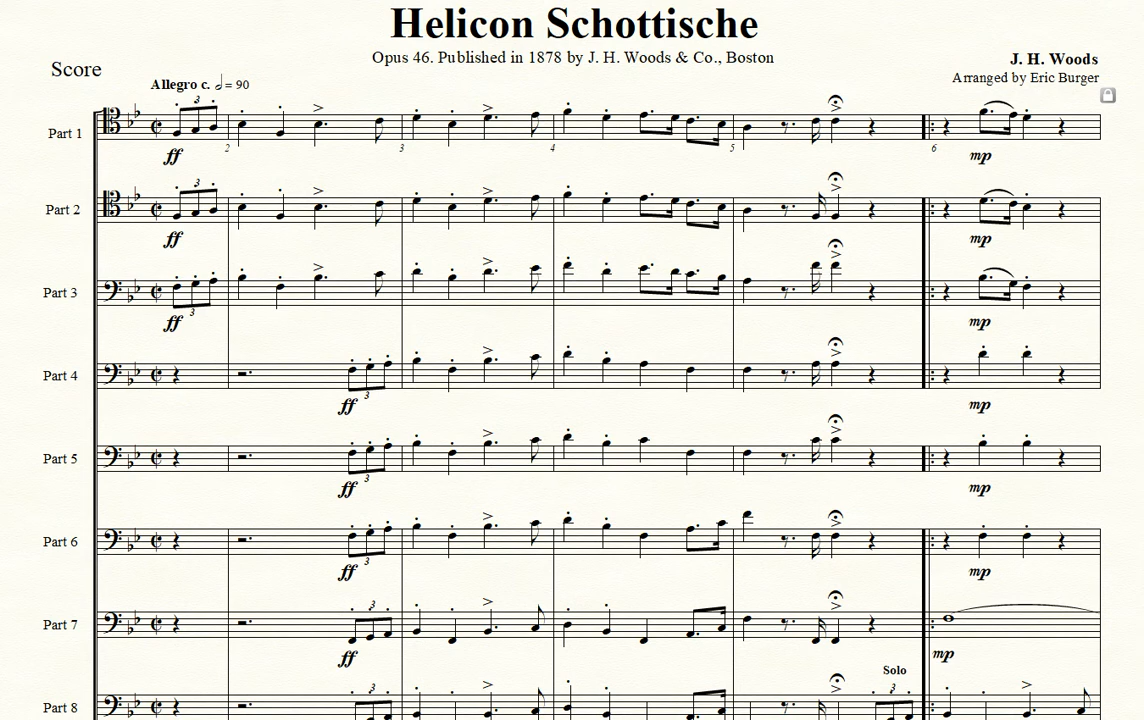 Helicon Schottische
Opus 46. Published in 1878 by J. H. Woods & Co., Boston
Score
J. H. Woods
Allegro c. 𝅗𝅥 = 90
Arranged by Eric Burger
3
Part 1
2 3 4 5 6
ff mp
3
Part 2
ff mp
Part 3
3
ff mp
Part 4
3
ff mp
Part 5
3
ff mp
Part 6
3
ff mp
3
Part 7
ff mp
Solo
3 3
Part 8